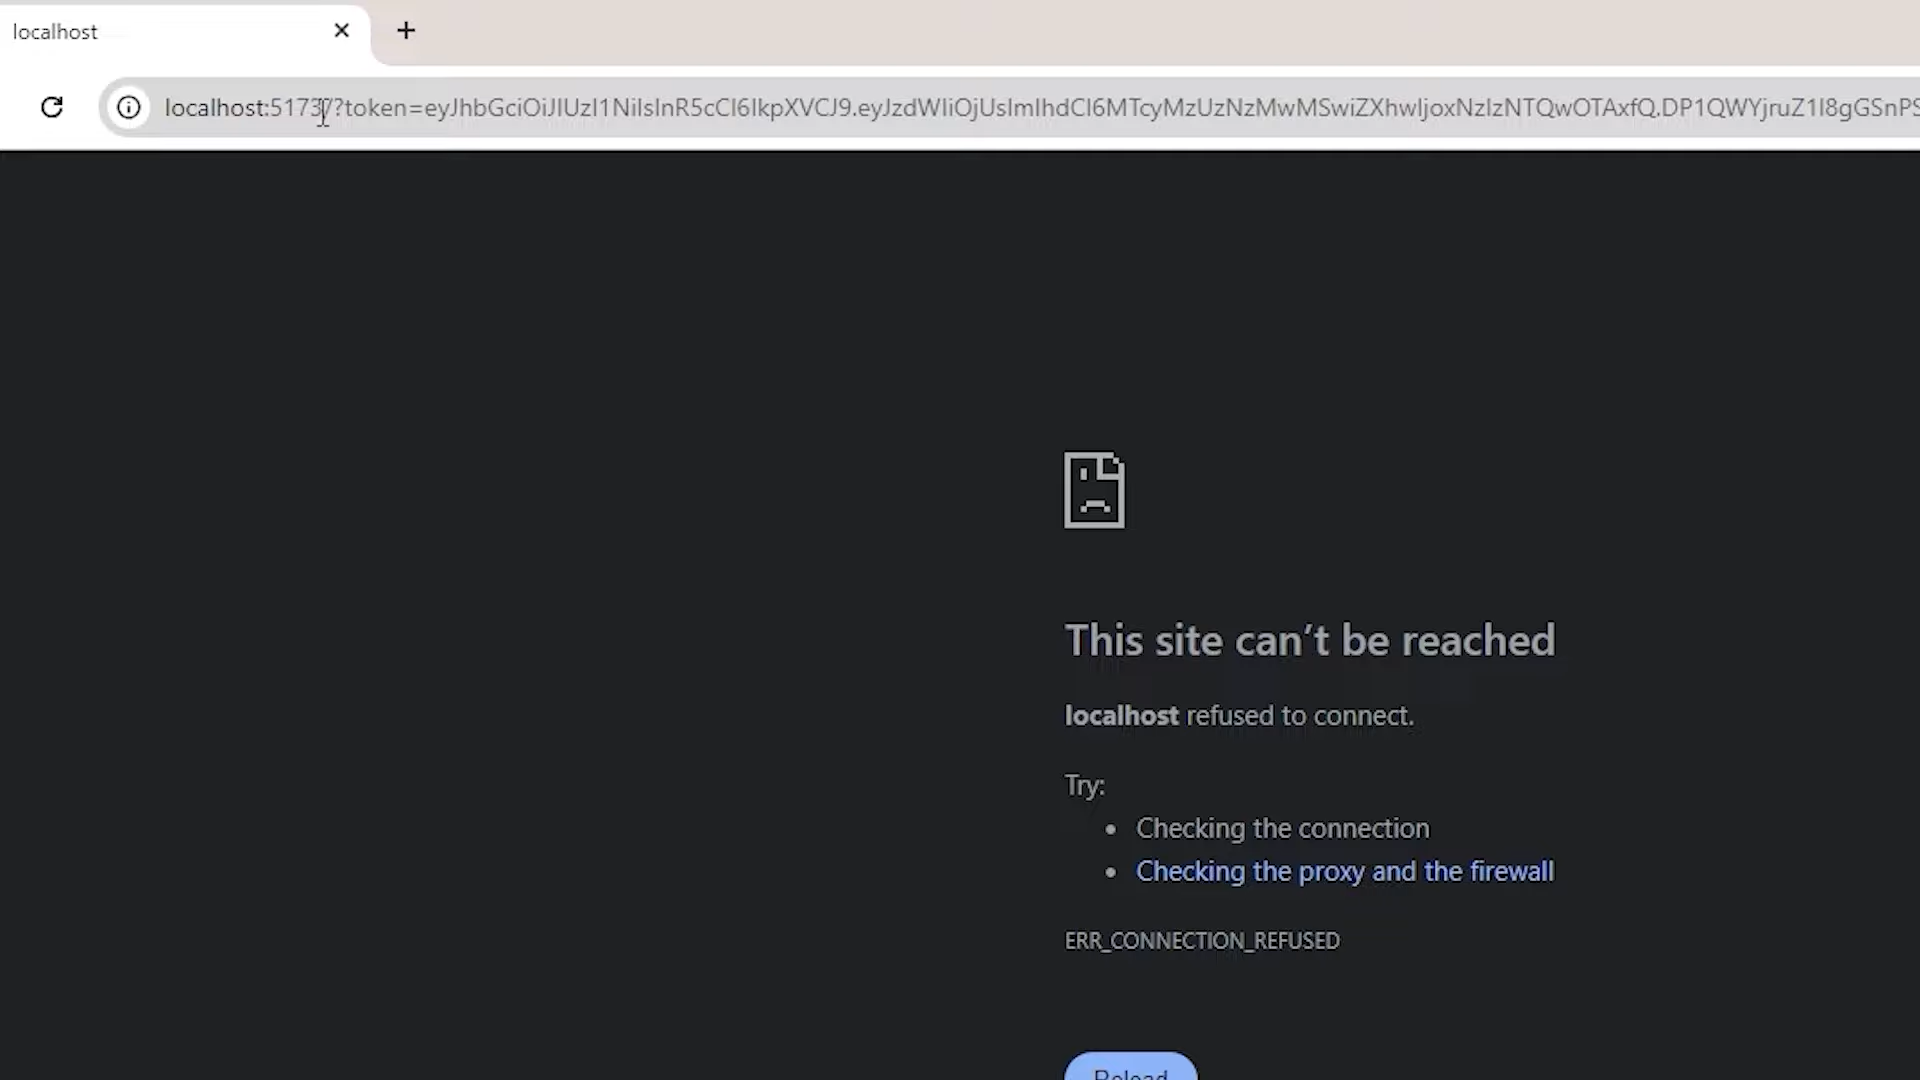 localhost
localhost:5173/?token=eyJhbGciOiJIUzI1NiIsInR5cCI6IkpXVCJ9.eyJzdWIiOjUsImlhdCI6MTcyMzUzNzMwMSwiZXhwIjoxNzIzNTQwOTAxfQ.DP1QWYjruZ1I8gGSnPS
This site can’t be reached
localhost refused to connect.
Try:
• Checking the connection
• Checking the proxy and the firewall
ERR_CONNECTION_REFUSED
Reload